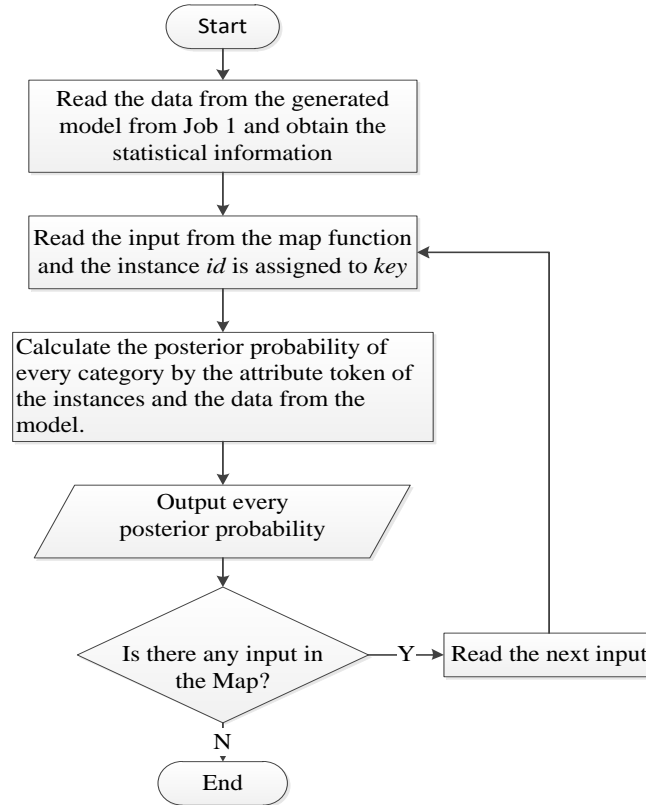 Start
Read the data from the generated
model from Job 1 and obtain the
statistical information
Read the input from the map function
and the instance id is assigned to key
Calculate the posterior probability of
every category by the attribute token of
the instances and the data from the
model.
Output every
posterior probability
Is there any input in
the Map?
Y
Read the next input
N
End